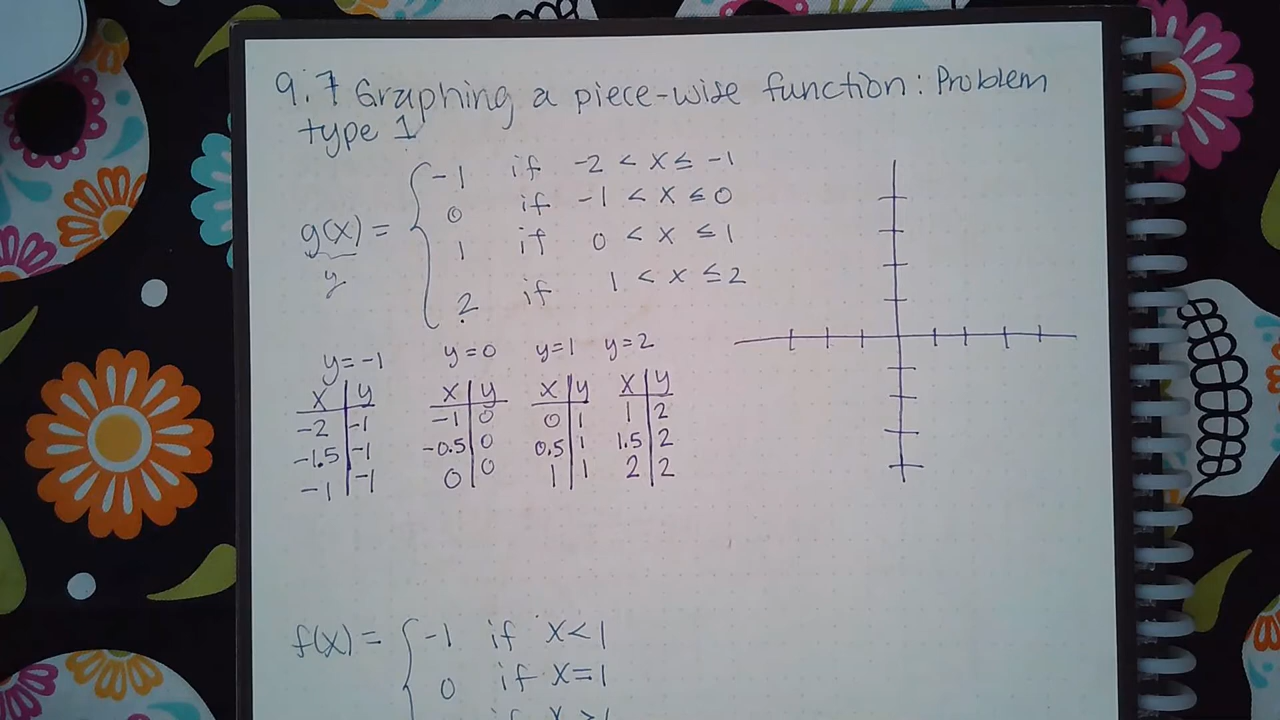 9.7 Graphing a piece-wise function: Problem
type 1
g(x) = { -1 if -2 < x ≤ -1
0 if -1 < x ≤ 0
1 if 0 < x ≤ 1
2 if 1 < x ≤ 2
y
y = -1 y = 0 y = 1 y = 2
x | y x | y x | y x | y
-2 | -1 -1 | 0 0 | 1 1 | 2
-1.5 | -1 -0.5 | 0 0.5 | 1 1.5 | 2
-1 | -1 0 | 0 1 | 1 2 | 2
f(x) = { -1 if x < 1
0 if x = 1
if x > 1